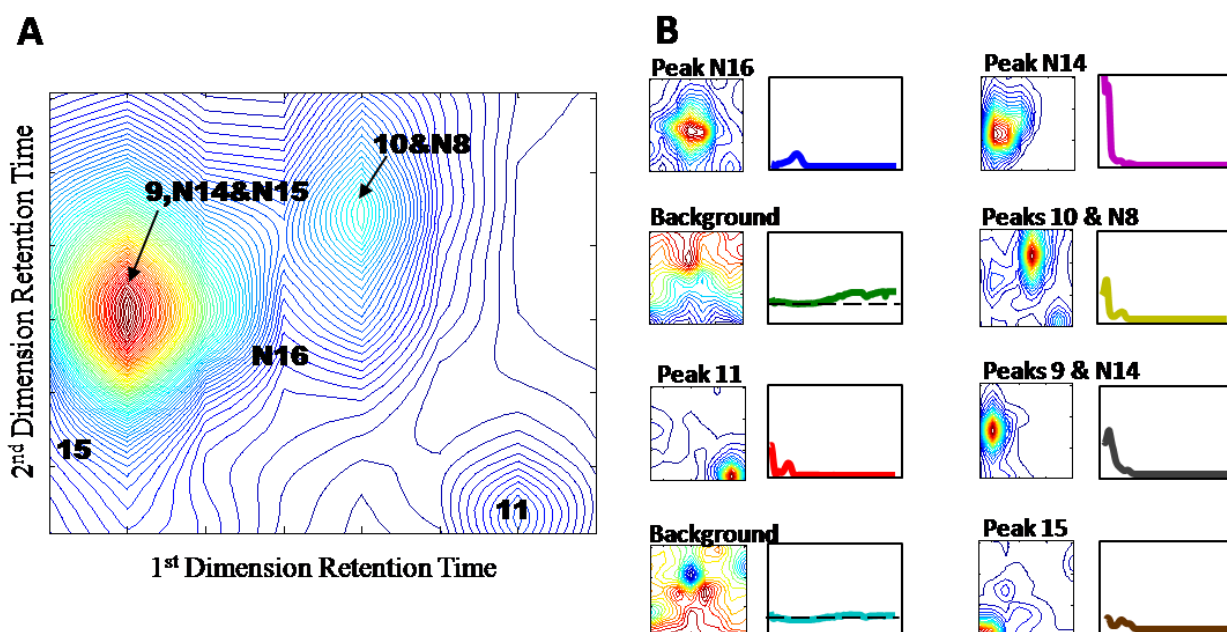 A
9,N14&N15
10&N8
N16
15
11
2nd Dimension Retention Time
1st Dimension Retention Time
B
Peak N16
Peak N14
Background
Peaks 10 & N8
Peak 11
Peaks 9 & N14
Background
Peak 15